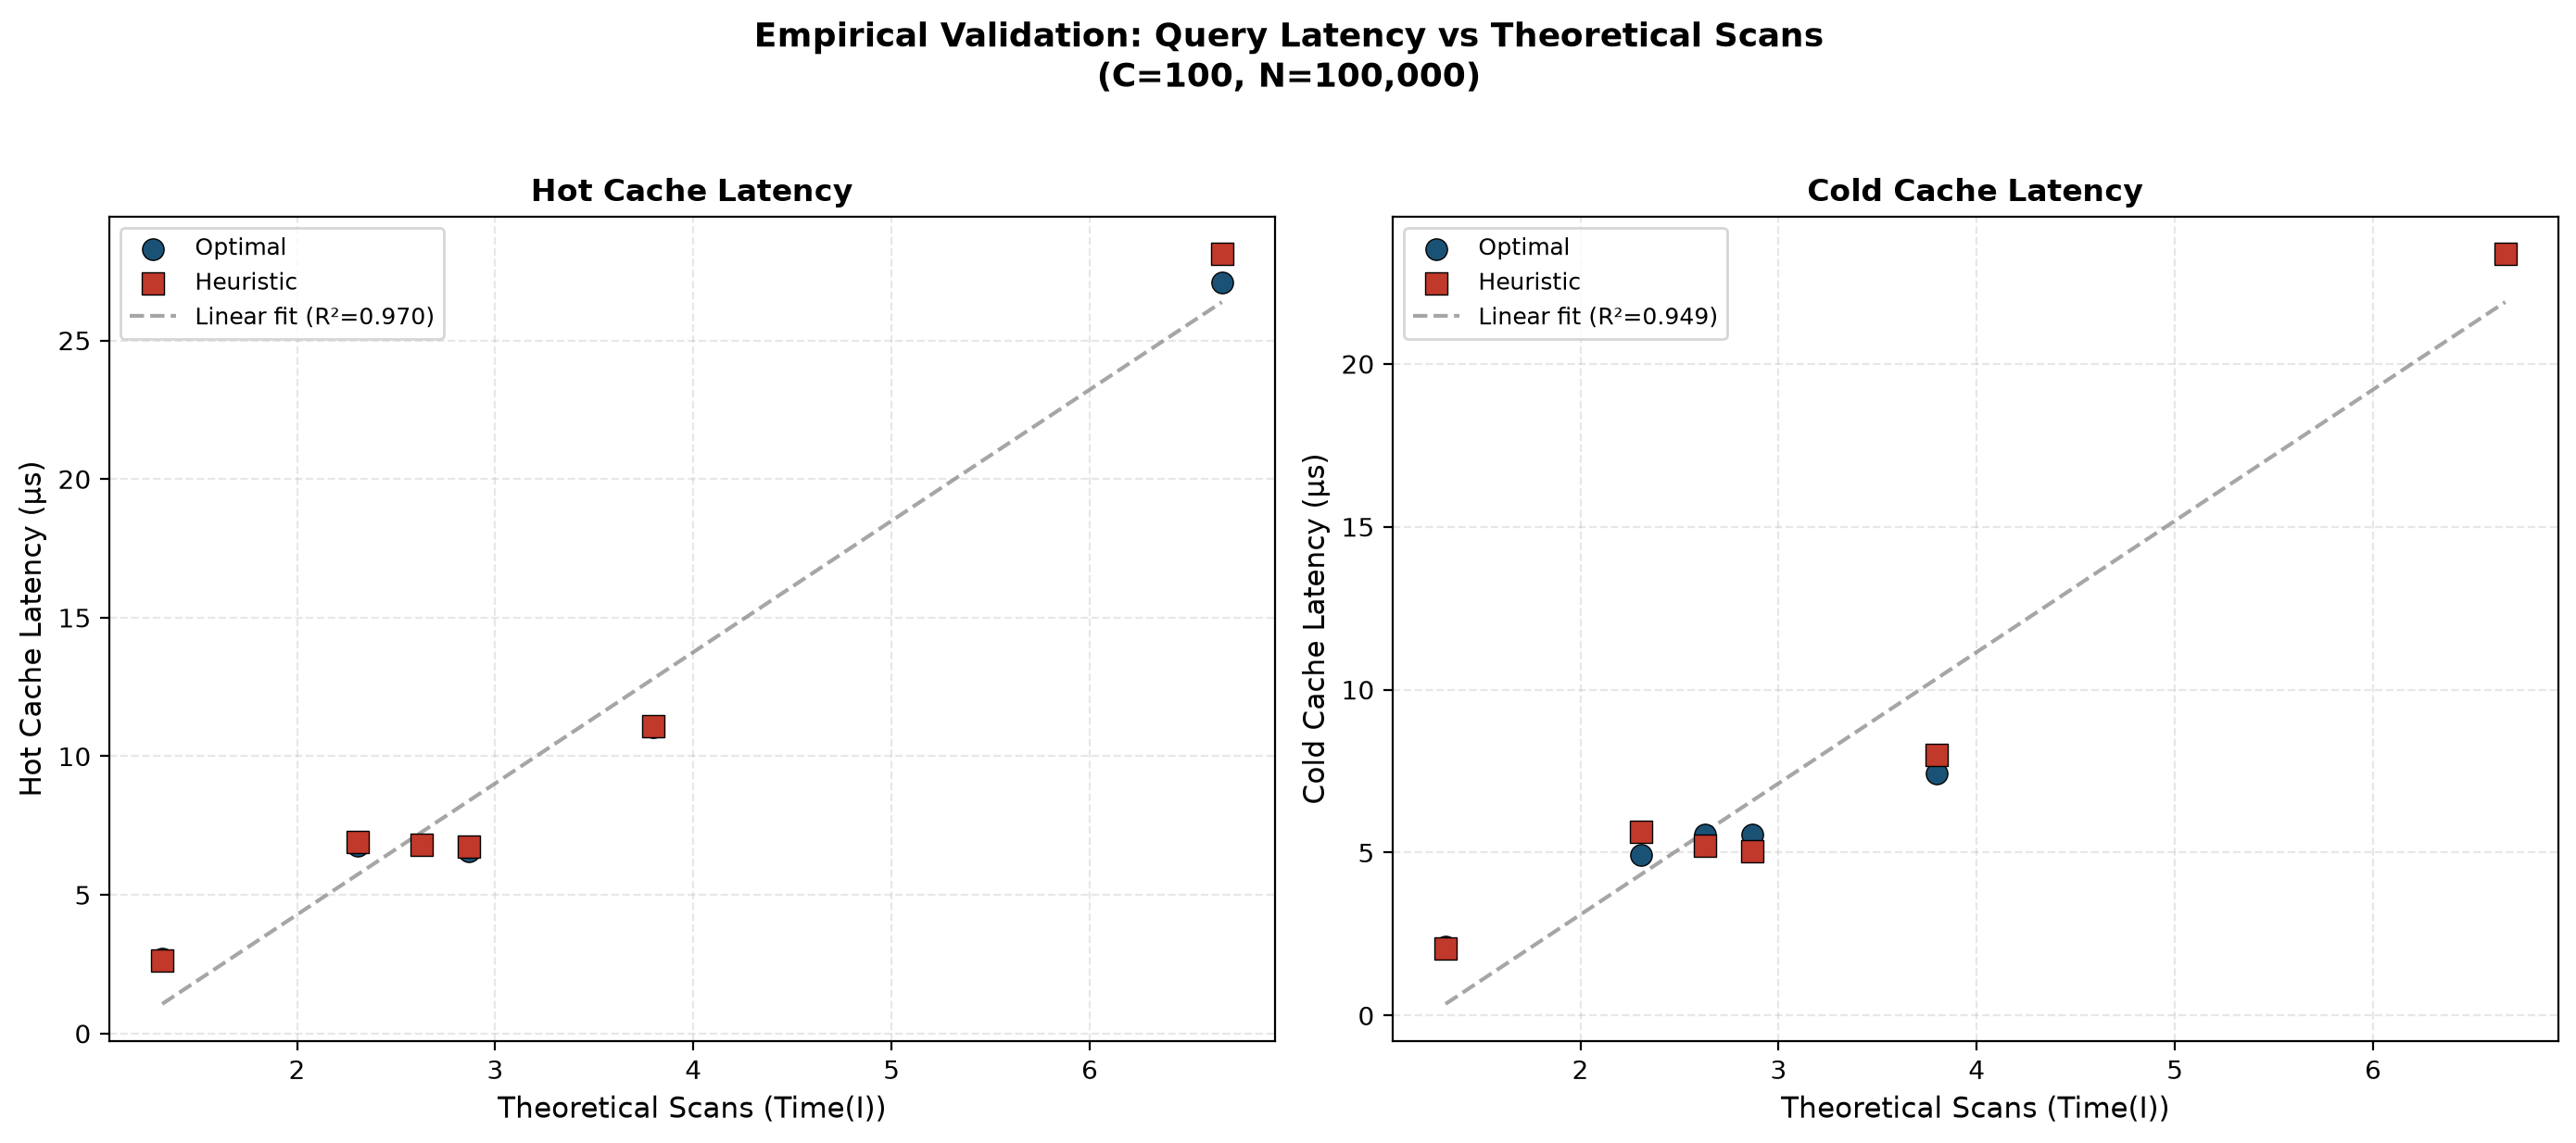 Empirical Validation: Query Latency vs Theoretical Scans
(C=100, N=100,000)
Hot Cache Latency
Optimal
Heuristic
Linear fit (R²=0.970)
Hot Cache Latency (µs)
25
20
15
10
5
0
2 3 4 5 6
Theoretical Scans (Time(I))
Cold Cache Latency
Optimal
Heuristic
Linear fit (R²=0.949)
Cold Cache Latency (µs)
20
15
10
5
0
2 3 4 5 6
Theoretical Scans (Time(I))